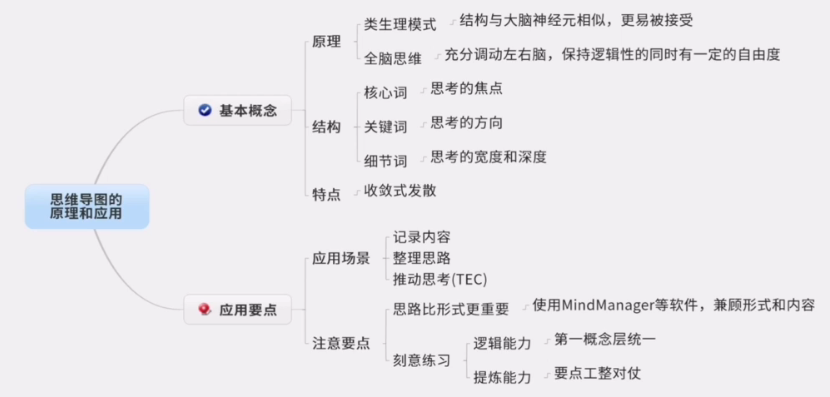 思维导图的
原理和应用
基本概念
原理
类生理模式
结构与大脑神经元相似，更易被接受
全脑思维
充分调动左右脑，保持逻辑性的同时有一定的自由度
结构
核心词
思考的焦点
关键词
思考的方向
细节词
思考的宽度和深度
特点
收敛式发散
应用要点
应用场景
记录内容
整理思路
推动思考(TEC)
注意要点
思路比形式更重要
使用MindManager等软件，兼顾形式和内容
刻意练习
逻辑能力
第一概念层统一
提炼能力
要点工整对仗